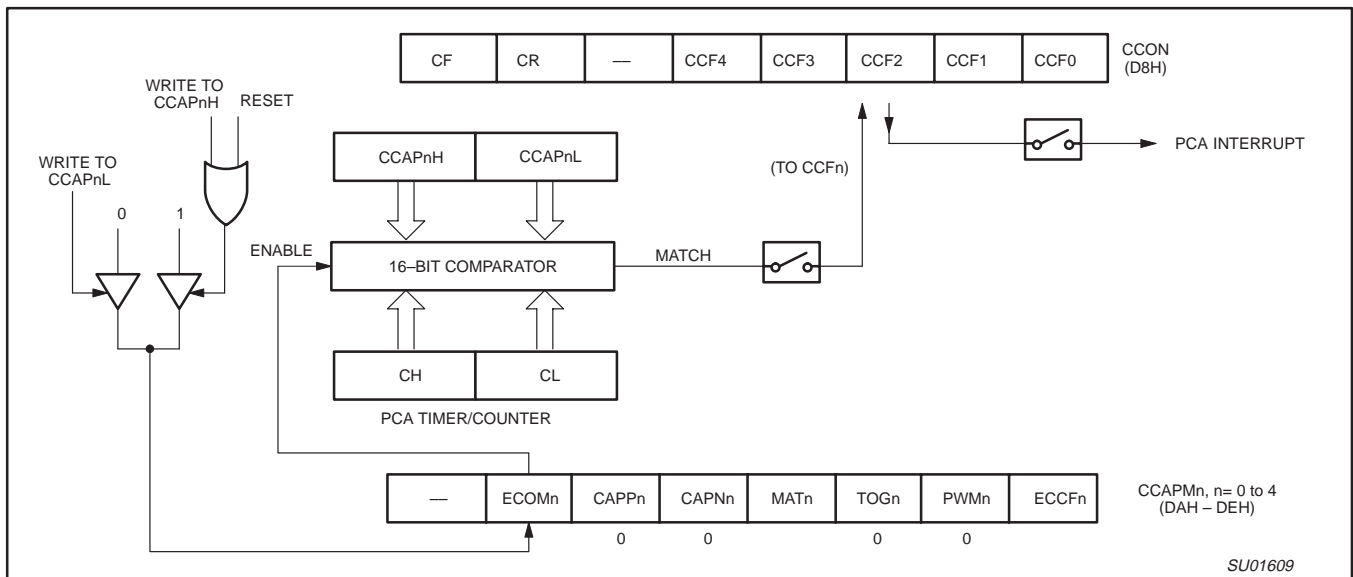 CF CR — CCF4 CCF3 CCF2 CCF1 CCF0
CCON
(D8H)
WRITE TO
CCAPnH
RESET
WRITE TO
CCAPnL
0 1
CCAPnH CCAPnL
(TO CCFn)
PCA INTERRUPT
ENABLE
16–BIT COMPARATOR
MATCH
CH CL
PCA TIMER/COUNTER
— ECOMn CAPPn CAPNn MATn TOGn PWMn ECCFn
CCAPMn, n= 0 to 4
(DAH – DEH)
0 0 0 0
SU01609